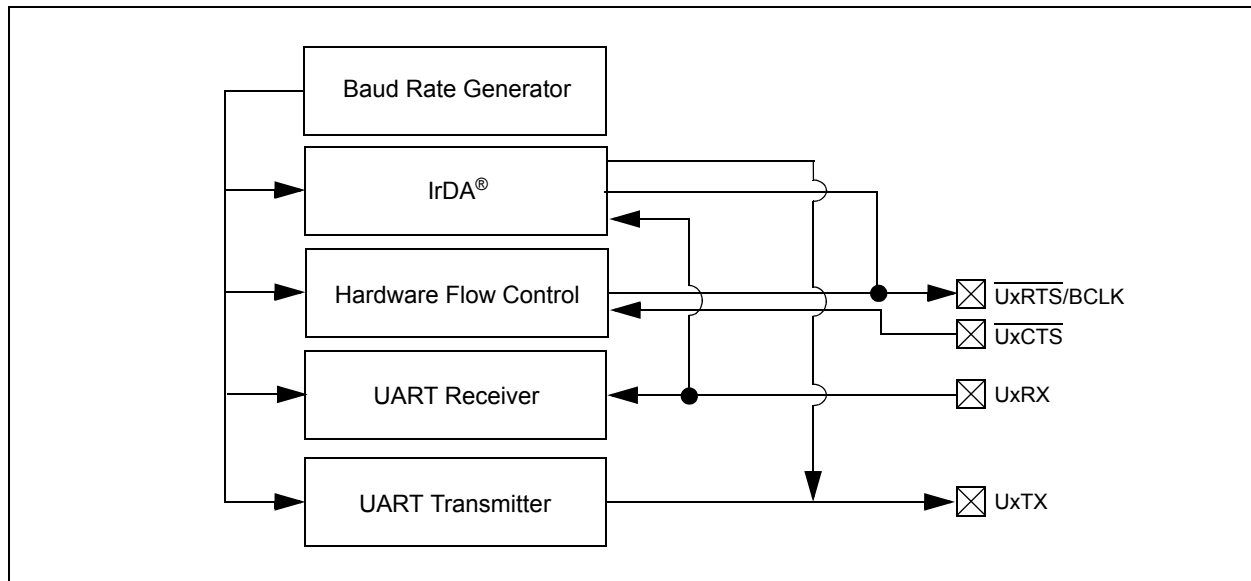 Baud Rate Generator
IrDA®
Hardware Flow Control
UxRTS/BCLK
UxCTS
UART Receiver
UxRX
UART Transmitter
UxTX